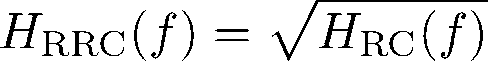 H_RRC(f) = √H_RC(f)